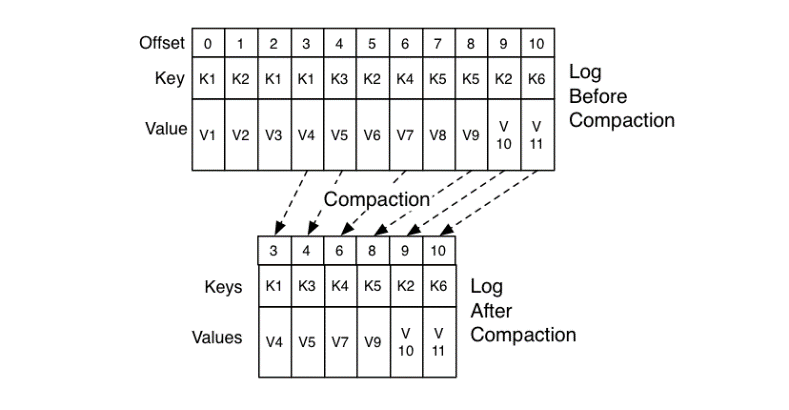 Offset 0 1 2 3 4 5 6 7 8 9 10
Key K1 K2 K1 K1 K3 K2 K4 K5 K5 K2 K6
Value V1 V2 V3 V4 V5 V6 V7 V8 V9 V 10 V 11
Log
Before
Compaction
Compaction
3 4 6 8 9 10
Keys K1 K3 K4 K5 K2 K6
Values V4 V5 V7 V9 V 10 V 11
Log
After
Compaction